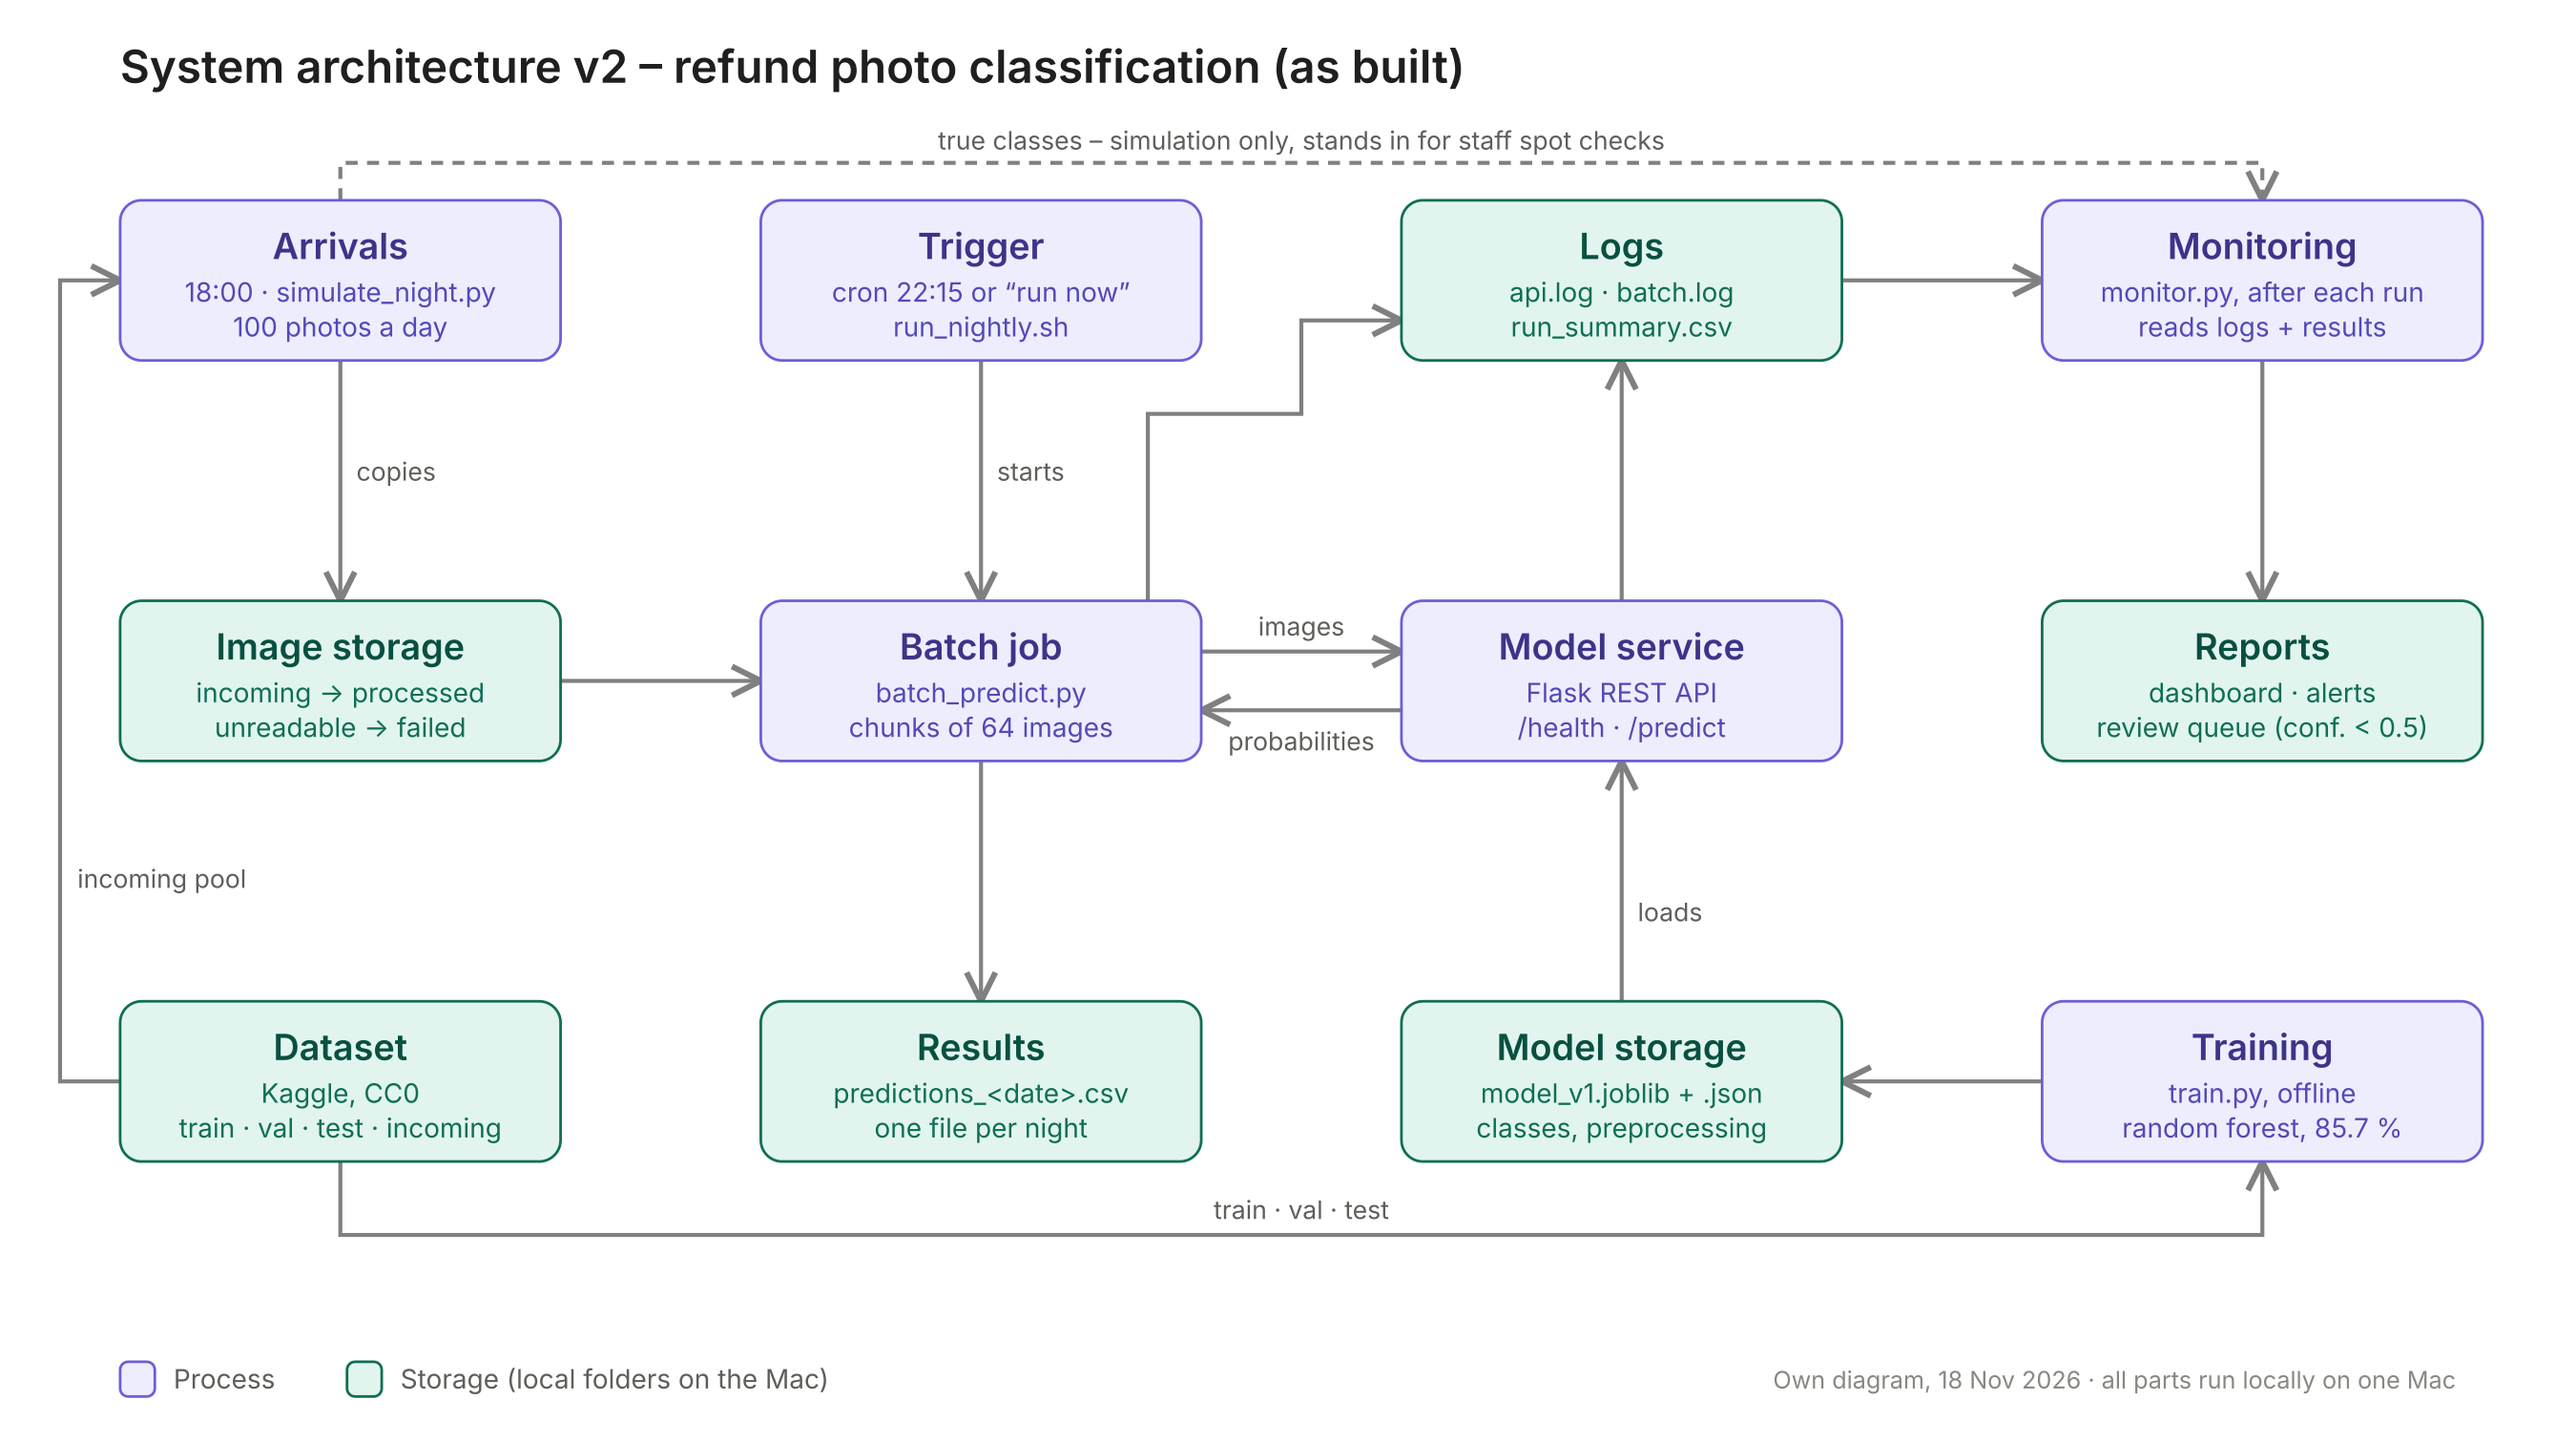 System architecture v2 – refund photo classification (as built)
true classes – simulation only, stands in for staff spot checks
Arrivals
18:00 · simulate_night.py
100 photos a day
Trigger
cron 22:15 or “run now”
run_nightly.sh
Logs
api.log · batch.log
run_summary.csv
Monitoring
monitor.py, after each run
reads logs + results
copies
starts
Image storage
incoming → processed
unreadable → failed
Batch job
batch_predict.py
chunks of 64 images
images
probabilities
Model service
Flask REST API
/health · /predict
Reports
dashboard · alerts
review queue (conf. < 0.5)
incoming pool
loads
Dataset
Kaggle, CC0
train · val · test · incoming
Results
predictions_<date>.csv
one file per night
Model storage
model_v1.joblib + .json
classes, preprocessing
Training
train.py, offline
random forest, 85.7 %
train · val · test
Process
Storage (local folders on the Mac)
Own diagram, 18 Nov 2026 · all parts run locally on one Mac